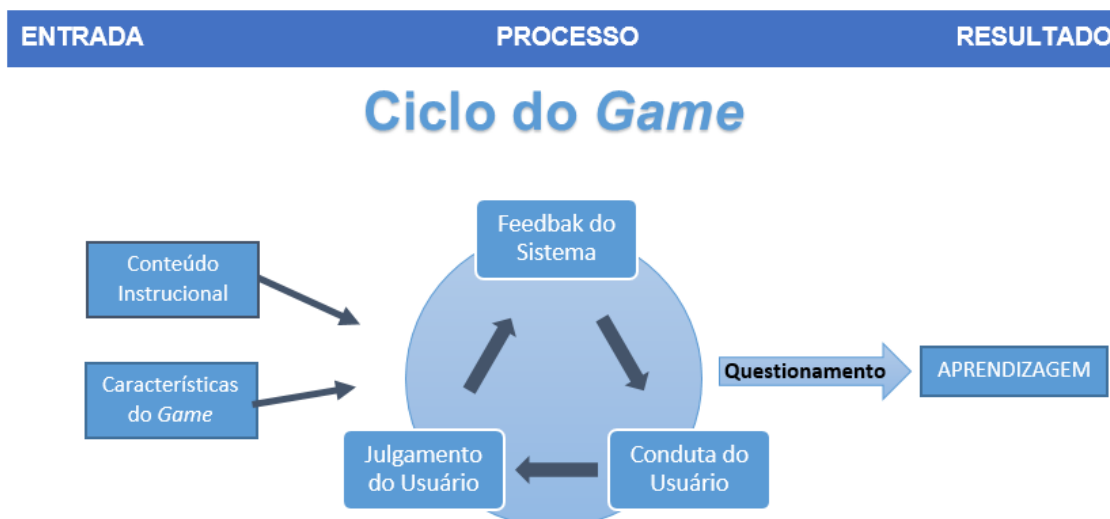 ENTRADA PROCESSO RESULTADO
Ciclo do Game
Feedbak do
Sistema
Conteúdo
Instrucional
Características
do Game
Questionamento
APRENDIZAGEM
Julgamento
do Usuário
Conduta do
Usuário